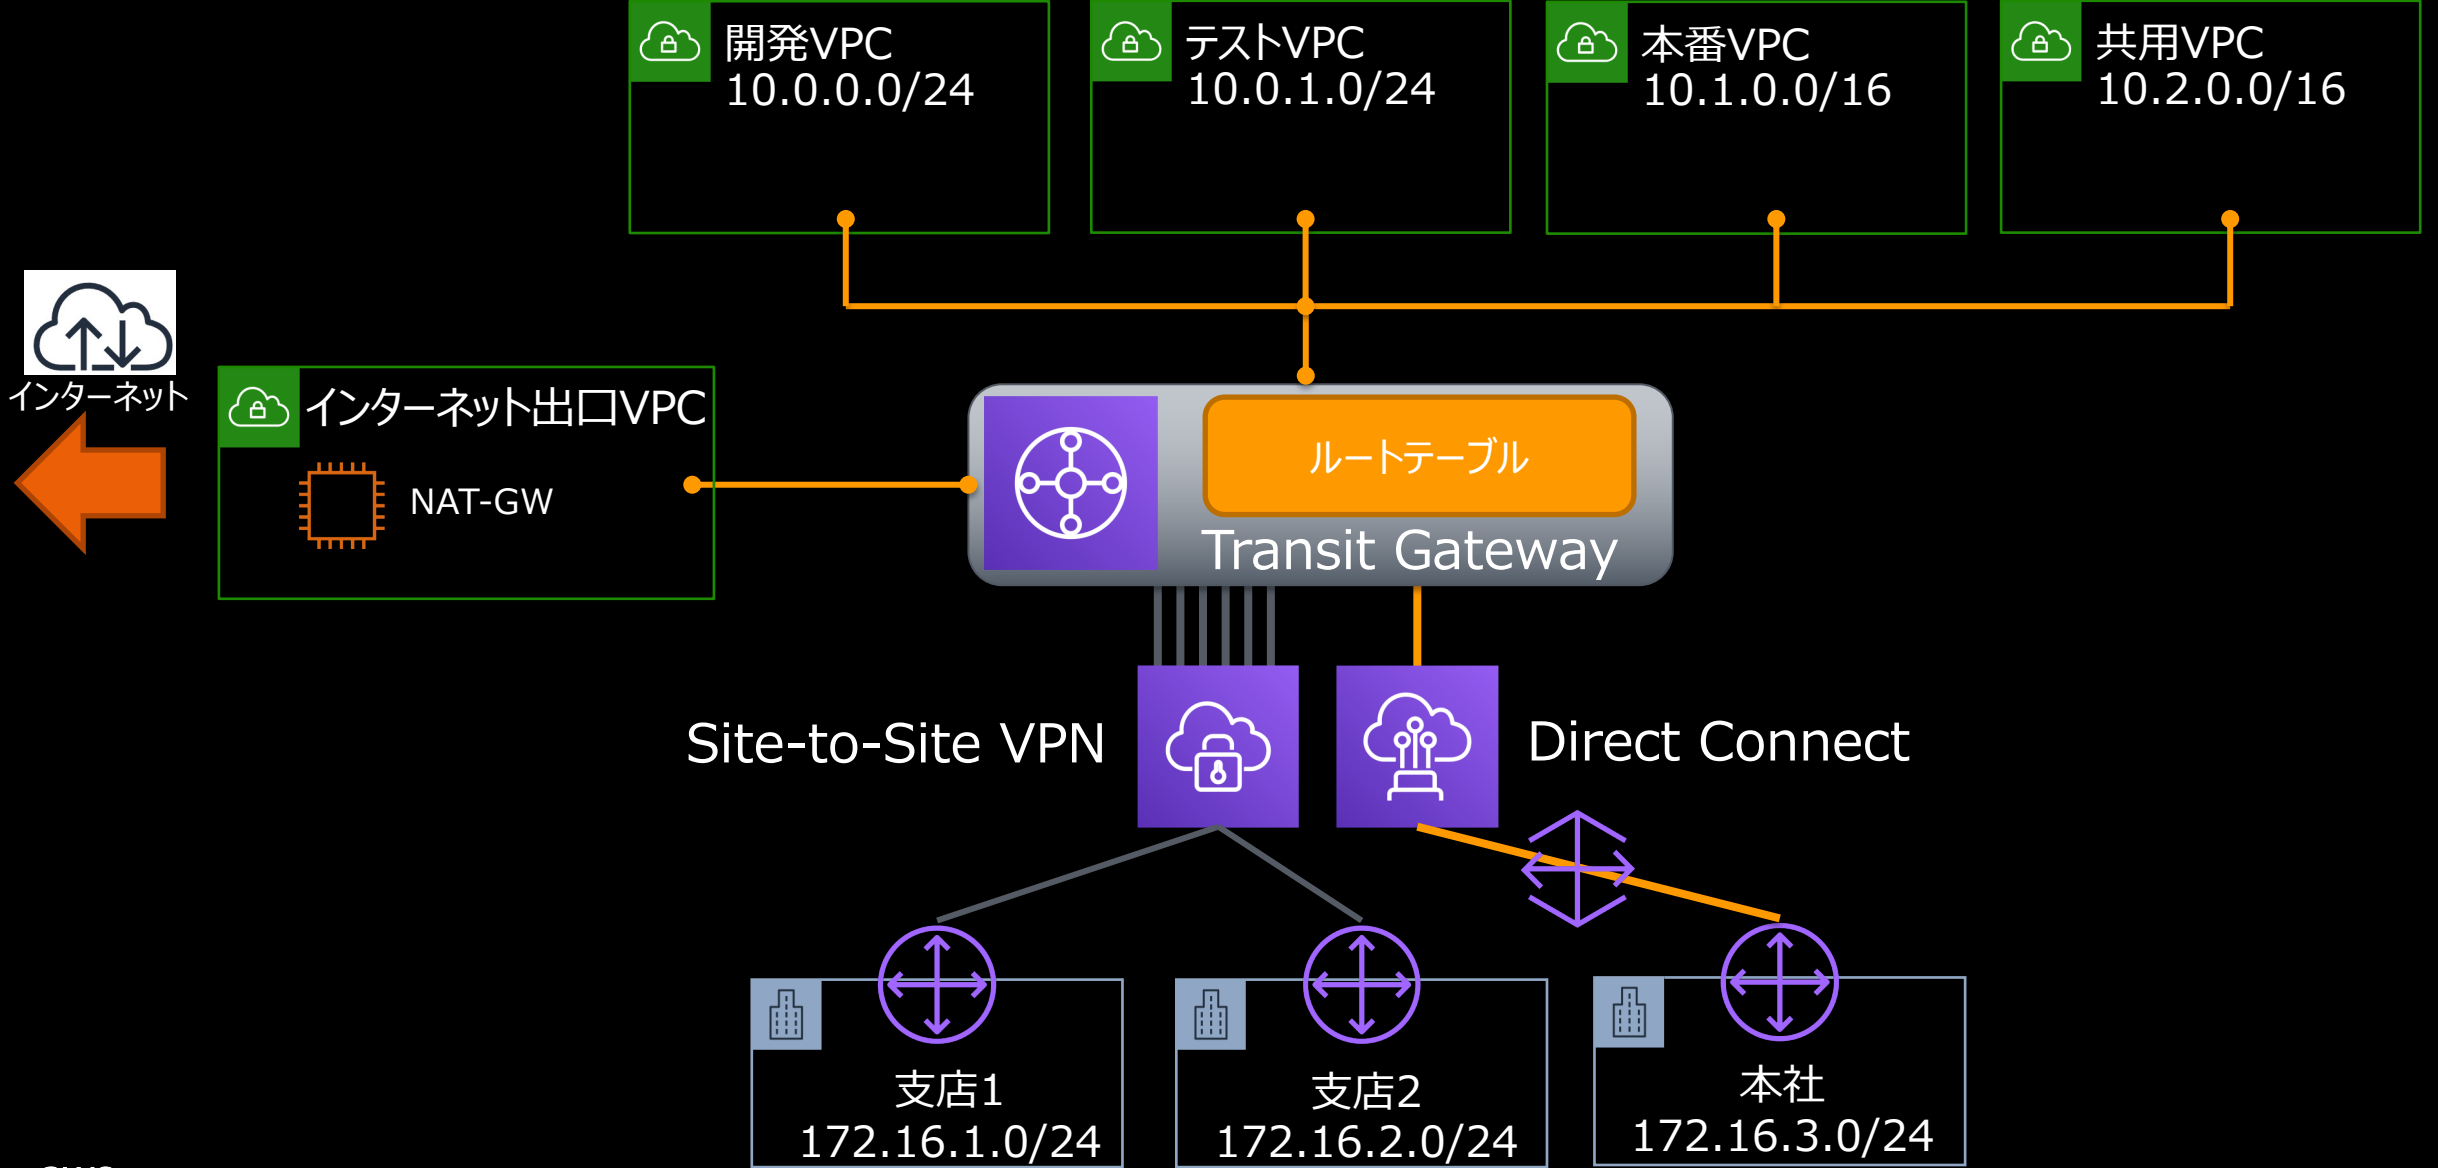 開発VPC
10.0.0.0/24
テストVPC
10.0.1.0/24
本番VPC
10.1.0.0/16
共用VPC
10.2.0.0/16
インターネット
インターネット出口VPC
NAT-GW
ルートテーブル
Transit Gateway
Site-to-Site VPN
Direct Connect
支店1
172.16.1.0/24
支店2
172.16.2.0/24
本社
172.16.3.0/24